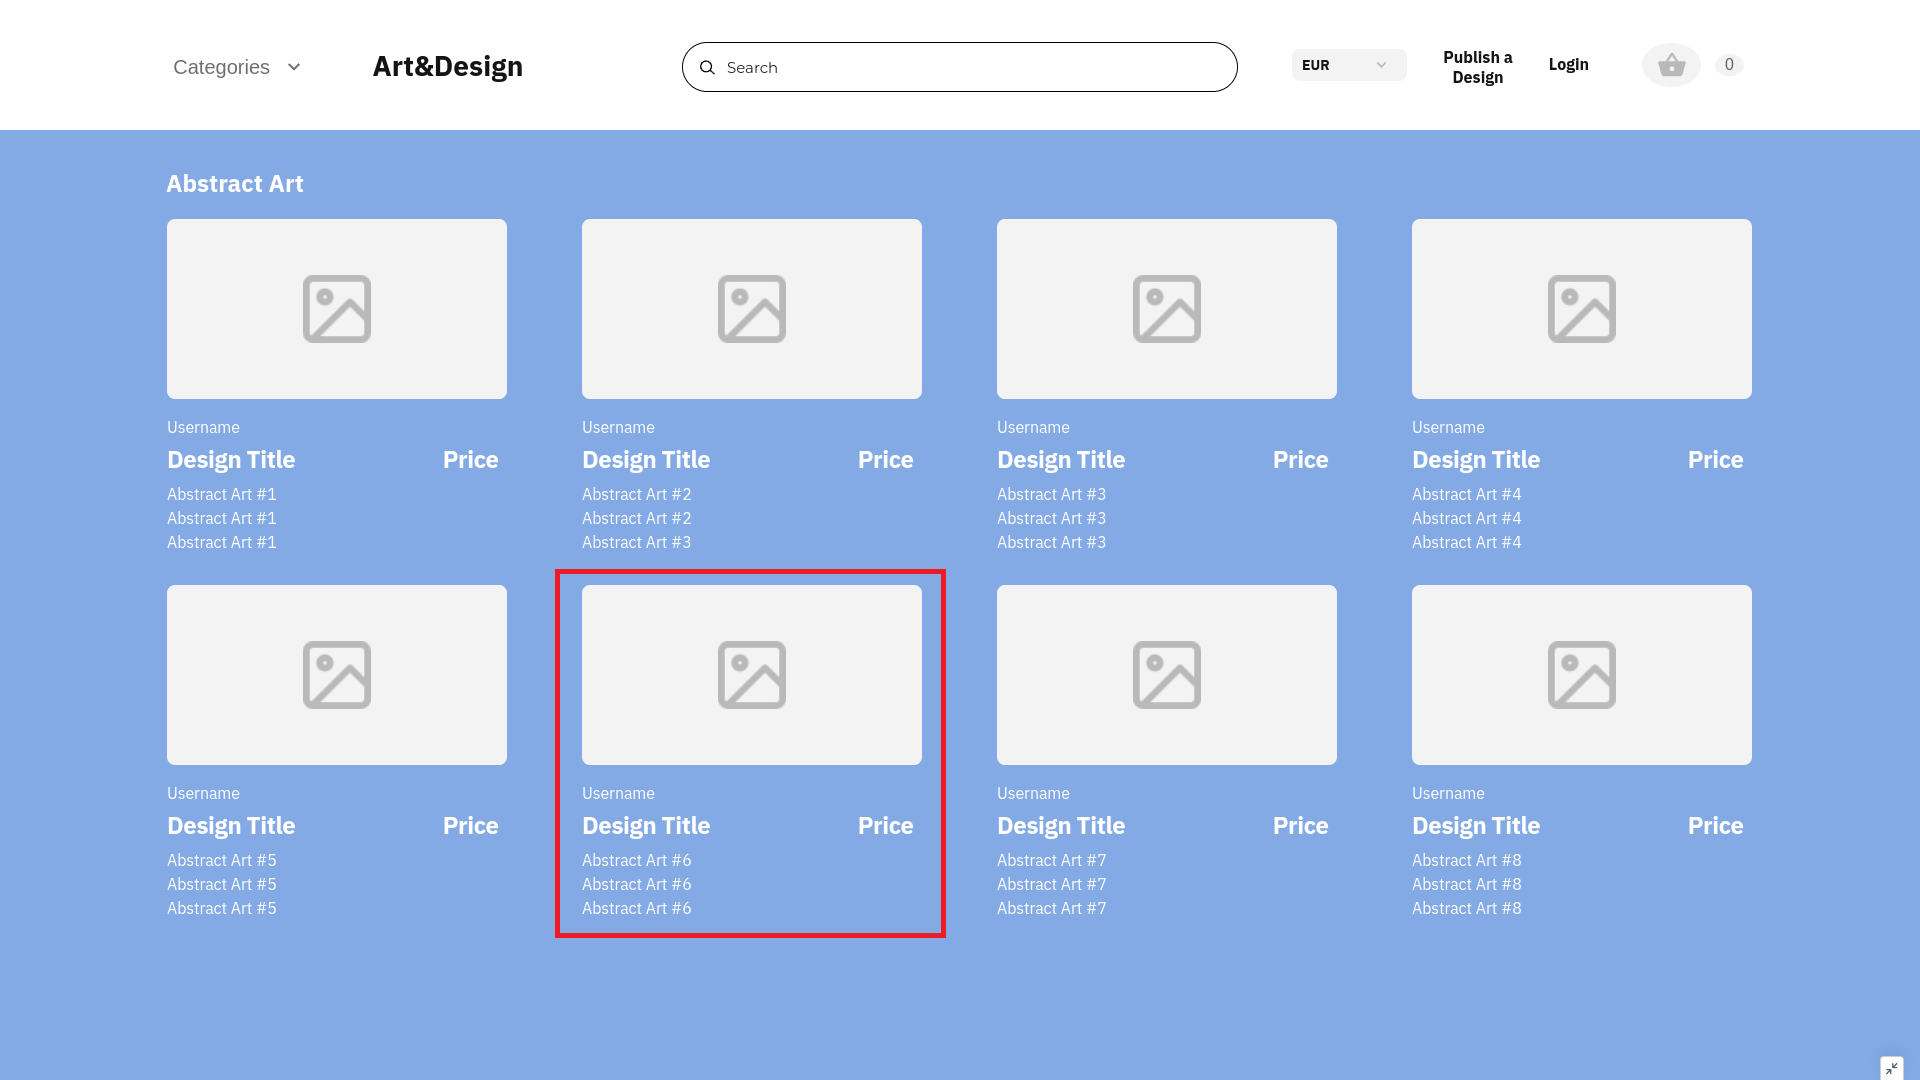 Categories
Art&Design
Search
EUR
Publish a
Design
Login
0
Abstract Art
Username
Design Title Price
Abstract Art #1
Abstract Art #1
Abstract Art #1
Username
Design Title Price
Abstract Art #2
Abstract Art #2
Abstract Art #3
Username
Design Title Price
Abstract Art #3
Abstract Art #3
Abstract Art #3
Username
Design Title Price
Abstract Art #4
Abstract Art #4
Abstract Art #4
Username
Design Title Price
Abstract Art #5
Abstract Art #5
Abstract Art #5
Username
Design Title Price
Abstract Art #6
Abstract Art #6
Abstract Art #6
Username
Design Title Price
Abstract Art #7
Abstract Art #7
Abstract Art #7
Username
Design Title Price
Abstract Art #8
Abstract Art #8
Abstract Art #8